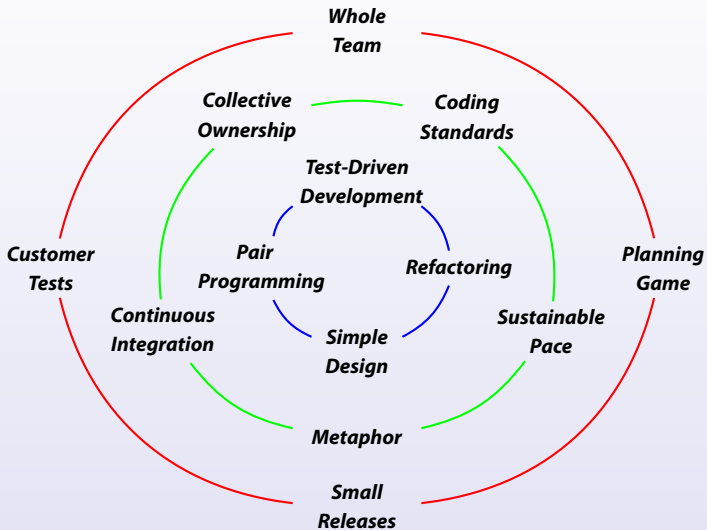 Whole
Team
Collective
Ownership
Coding
Standards
Test-Driven
Development
Customer
Tests
Pair
Programming
Refactoring
Planning
Game
Continuous
Integration
Sustainable
Pace
Simple
Design
Metaphor
Small
Releases